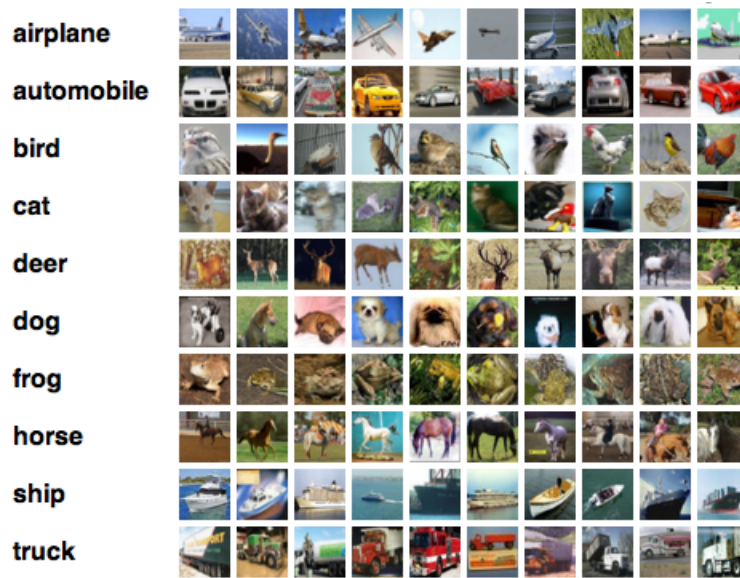 airplane
automobile
bird
cat
deer
dog
frog
horse
ship
truck